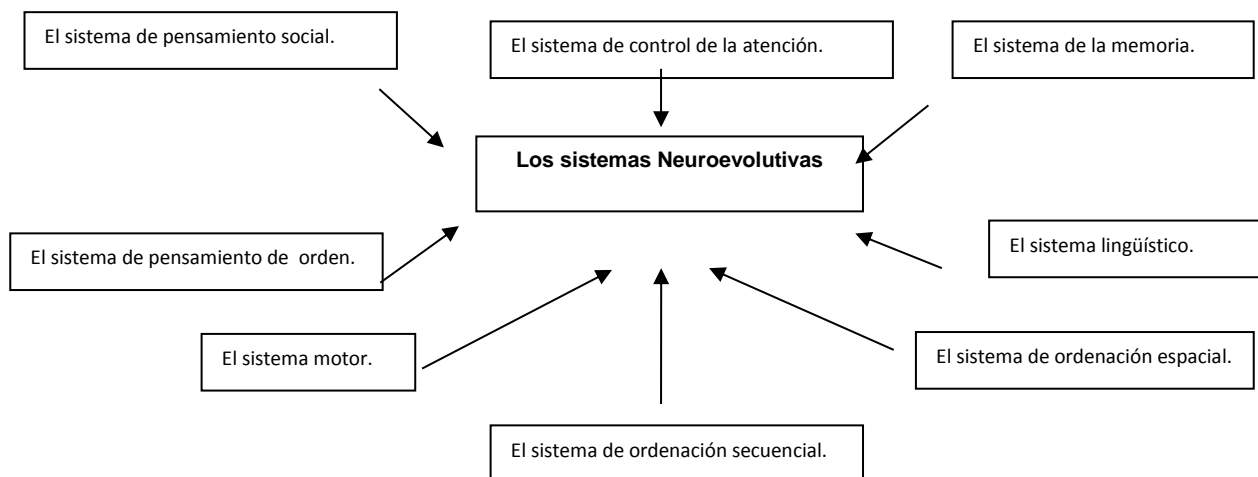 El sistema de pensamiento social.
El sistema de control de la atención.
El sistema de la memoria.
Los sistemas Neuroevolutivas
El sistema de pensamiento de  orden.
El sistema lingüístico.
El sistema motor.
El sistema de ordenación espacial.
El sistema de ordenación secuencial.